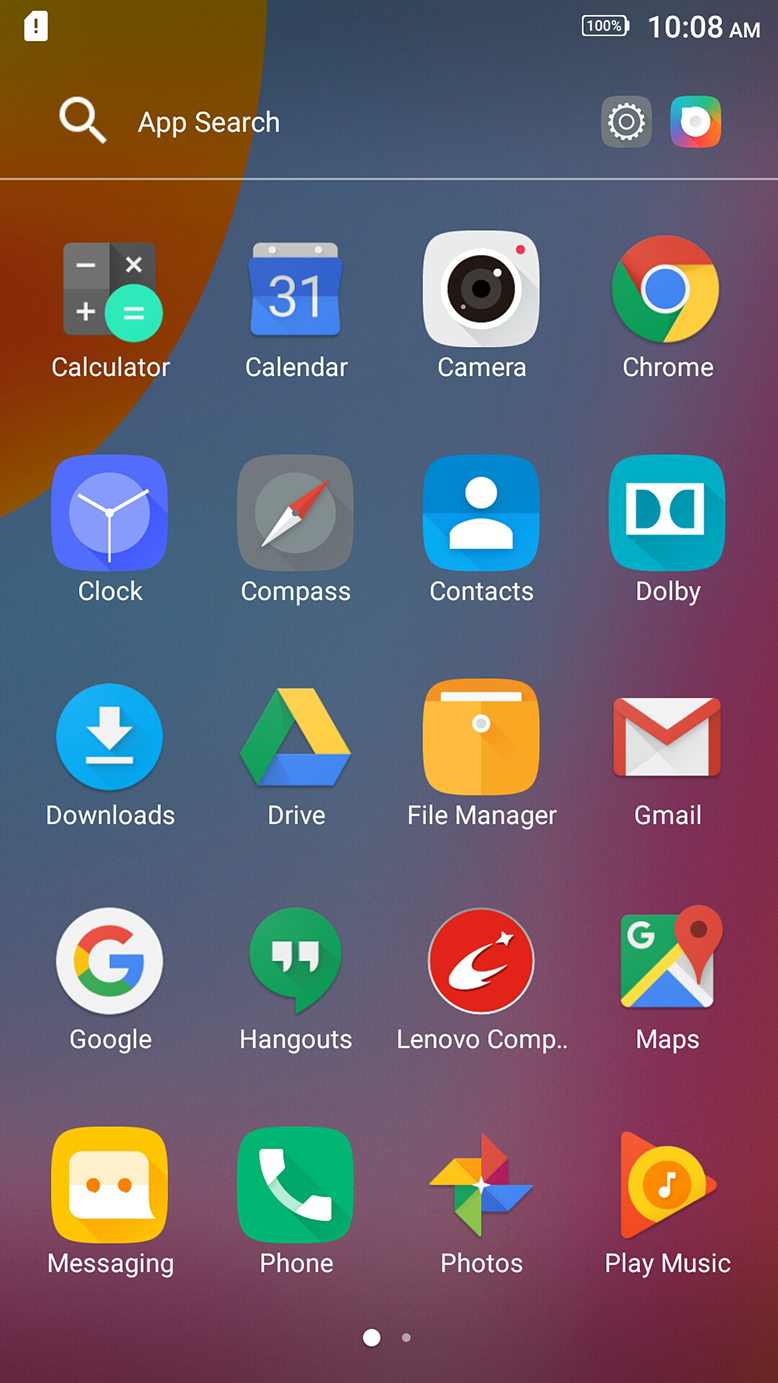 100% 10:08 AM
App Search
31
Calculator Calendar Camera Chrome
Clock Compass Contacts Dolby
Downloads Drive File Manager Gmail
G G
Google Hangouts Lenovo Comp.. Maps
Messaging Phone Photos Play Music